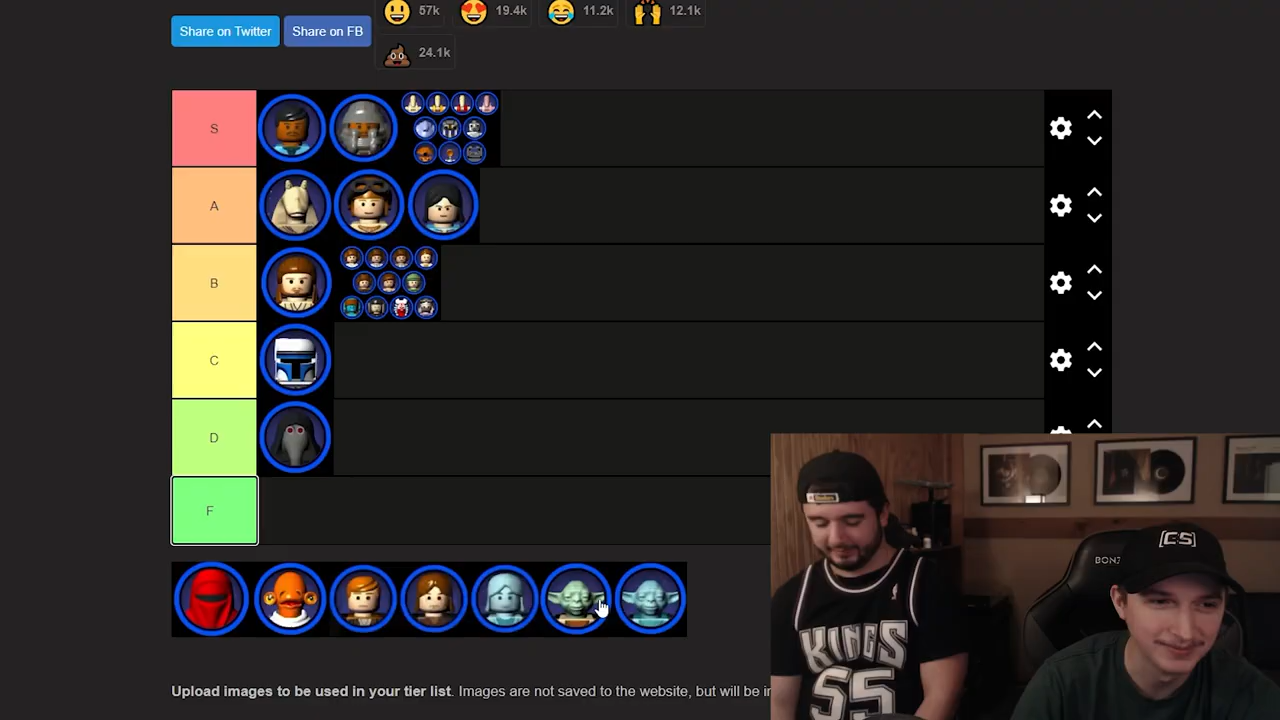 Share on Twitter
Share on FB
57k
19.4k
11.2k
12.1k
24.1k
S
A
B
C
D
F
Upload images to be used in your tier list. Images are not saved to the website, but will be in
KINGS
55
[CS]